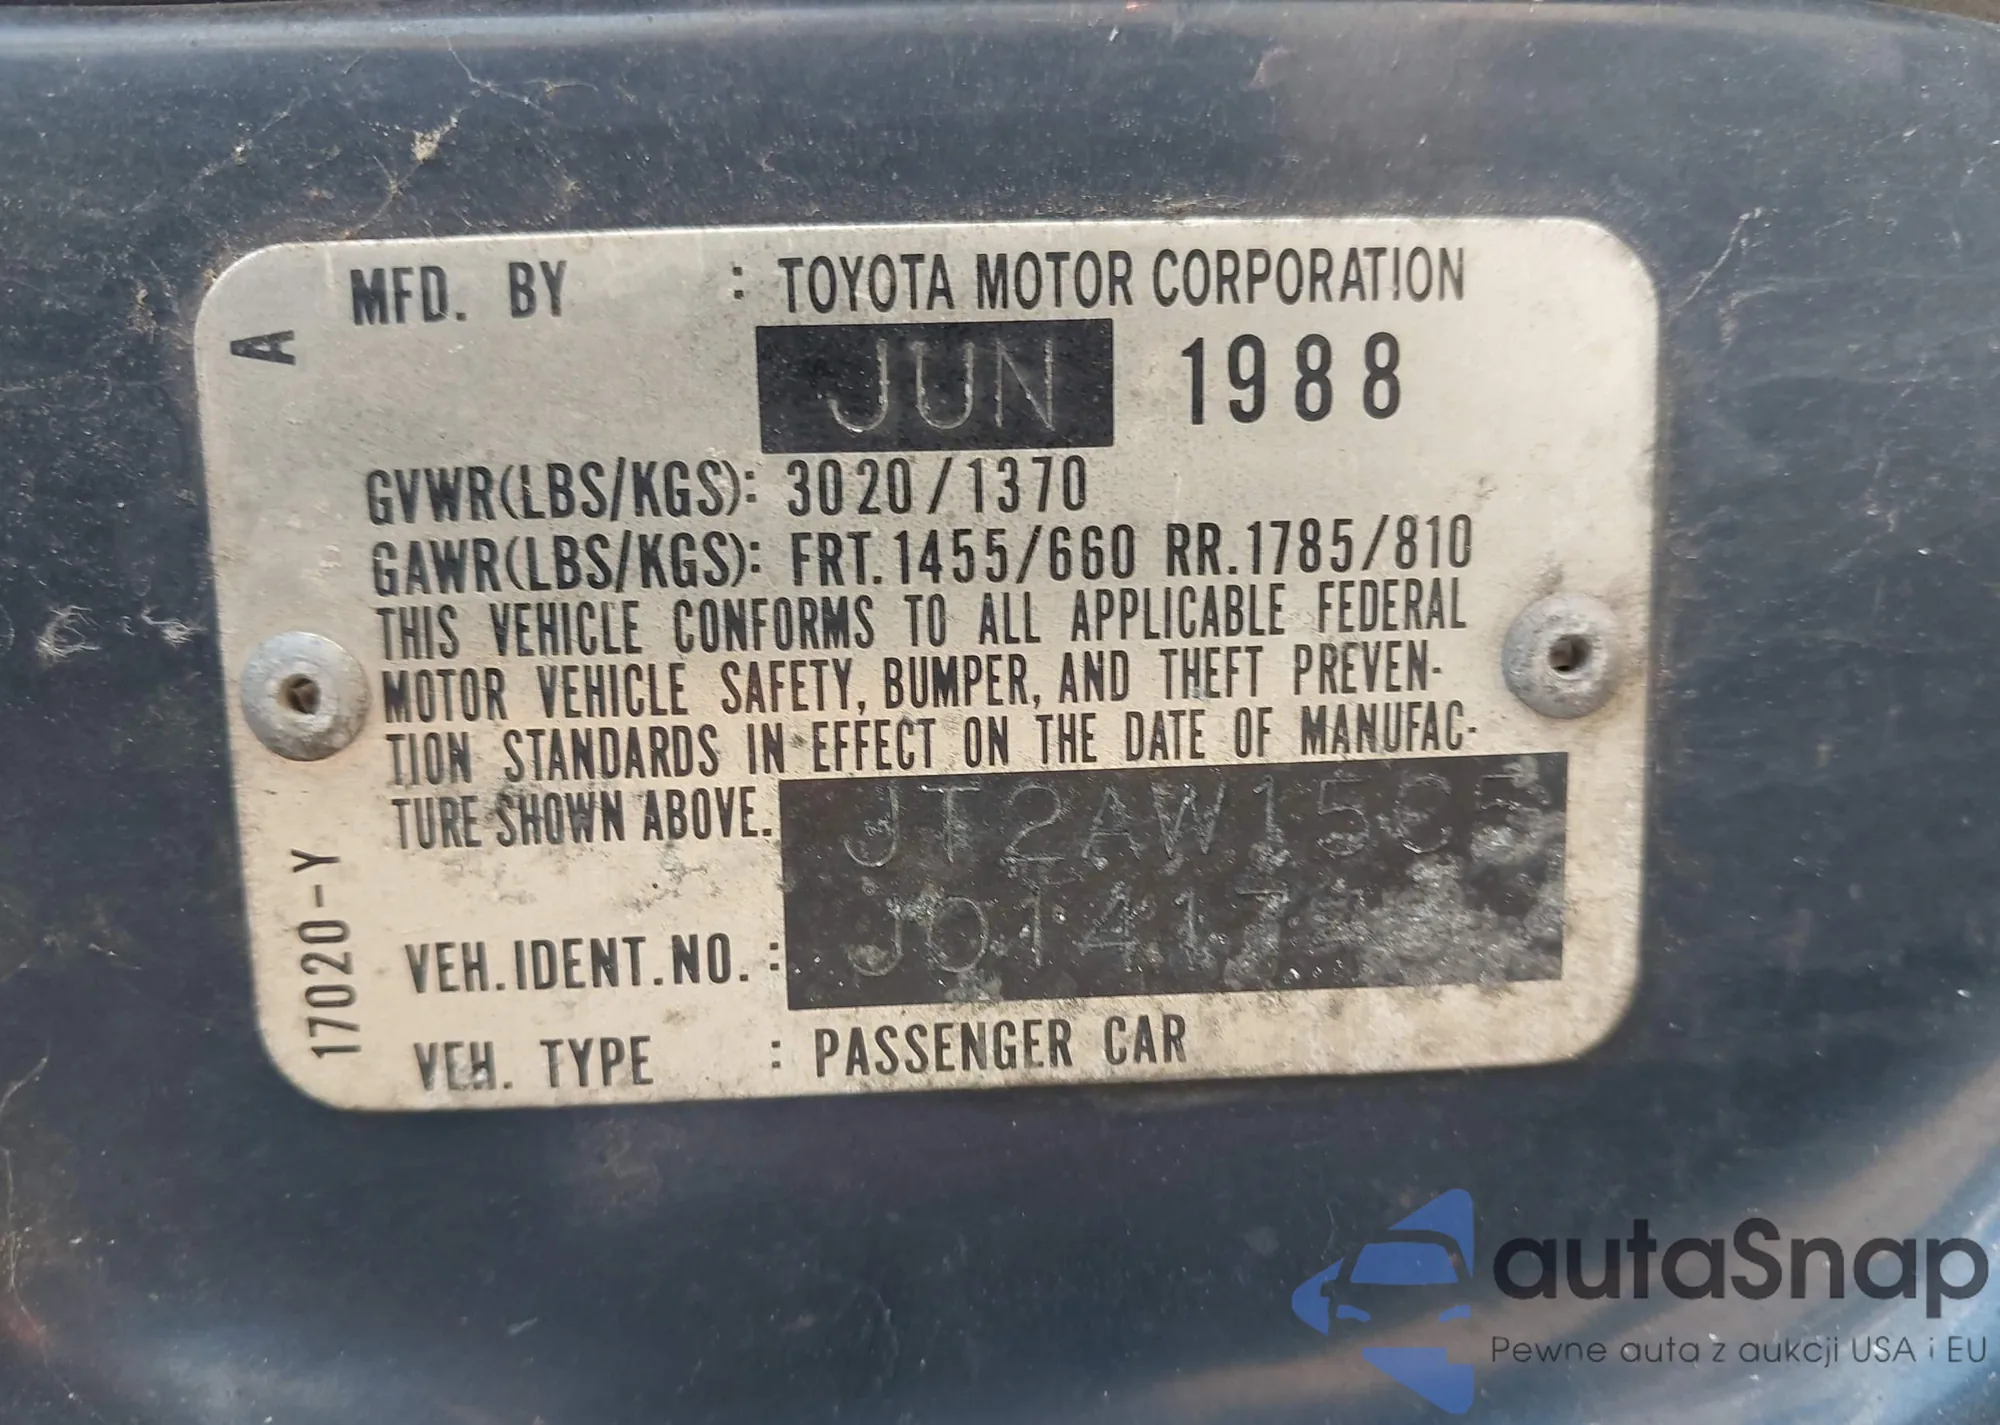 A
MFD. BY : TOYOTA MOTOR CORPORATION
JUN 1988
GVWR(LBS/KGS): 3020/1370
GAWR(LBS/KGS): FRT.1455/660 RR.1785/810
THIS VEHICLE CONFORMS TO ALL APPLICABLE FEDERAL
MOTOR VEHICLE SAFETY, BUMPER, AND THEFT PREVEN-
TION STANDARDS IN EFFECT ON THE DATE OF MANUFAC-
TURE SHOWN ABOVE.
VEH.IDENT.NO. :
VEH. TYPE : PASSENGER CAR
17020-Y
autaSnap
Pewne auta z aukcji USA i EU